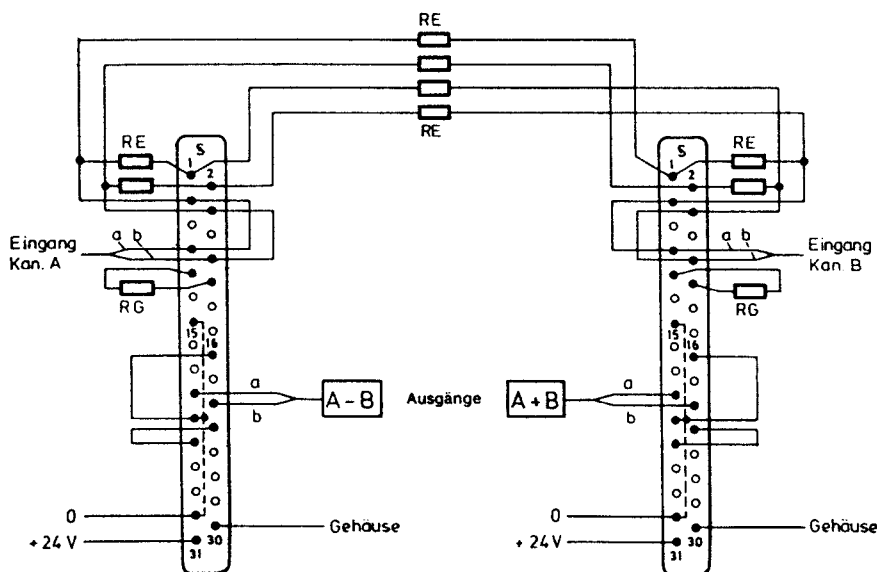 RE
RE
RE
S
1
2
S
1
2
RE
a b
Eingang
Kan. A
a b
Eingang
Kan. B
RG
RG
15
16
15
16
a
b
A – B
Ausgänge
A + B
a
b
0
+ 24 V
Gehäuse
30
31
0
+ 24 V
Gehäuse
30
31